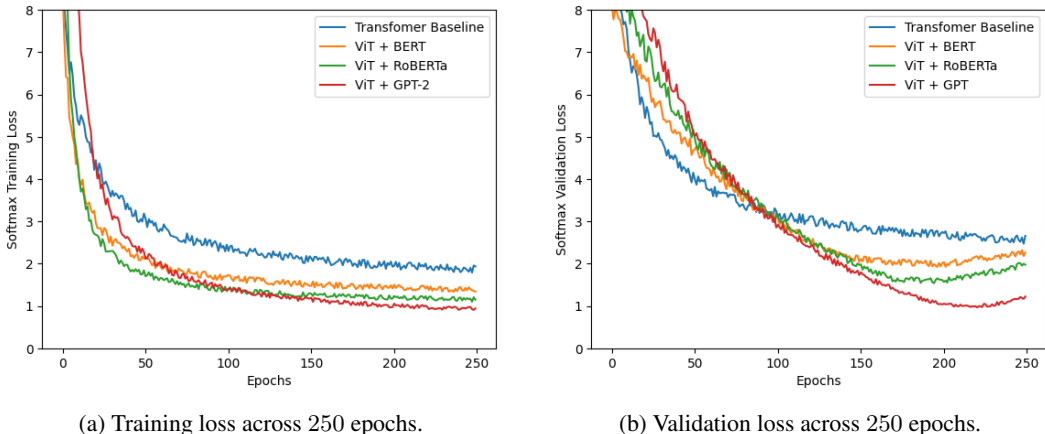 8
7
6
5
4
3
2
1
0
Softmax Training Loss
0 50 100 150 200 250
Epochs
Transfomer Baseline
ViT + BERT
ViT + RoBERTa
ViT + GPT-2
(a) Training loss across 250 epochs.
8
7
6
5
4
3
2
1
0
Softmax Validation Loss
0 50 100 150 200 250
Epochs
Transfomer Baseline
ViT + BERT
ViT + RoBERTa
ViT + GPT
(b) Validation loss across 250 epochs.